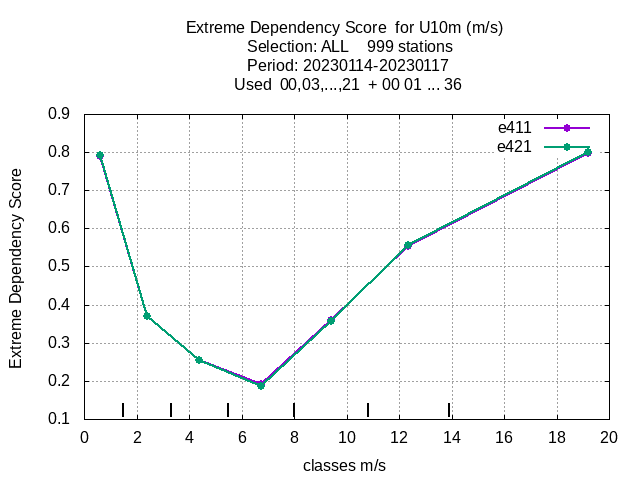 Extreme Dependency Score  for U10m (m/s)
Selection: ALL    999 stations
Period: 20230114-20230117
Used  00,03,...,21  + 00 01 ... 36
e411
e421
Extreme Dependency Score
0.9
0.8
0.7
0.6
0.5
0.4
0.3
0.2
0.1
0 2 4 6 8 10 12 14 16 18 20
classes m/s